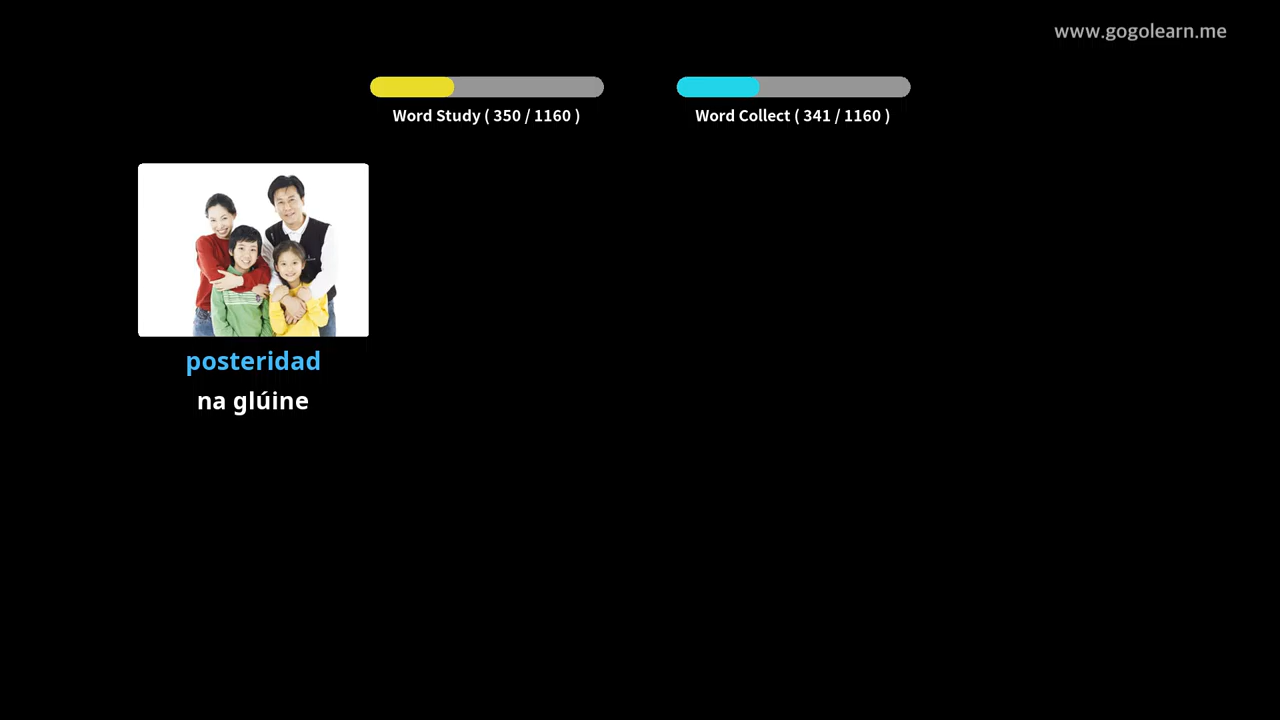 www.gogolearn.me
Word Study ( 350 / 1160 )
Word Collect ( 341 / 1160 )
posteridad
na glúine